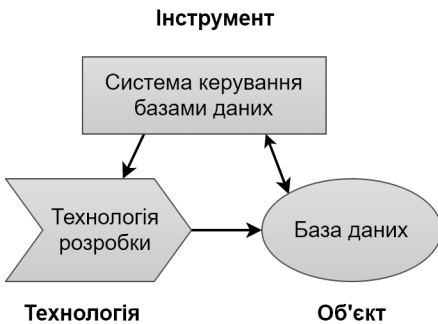 Інструмент
Система керування
базами даних
Технологія
розробки
База даних
Технологія
Об'єкт